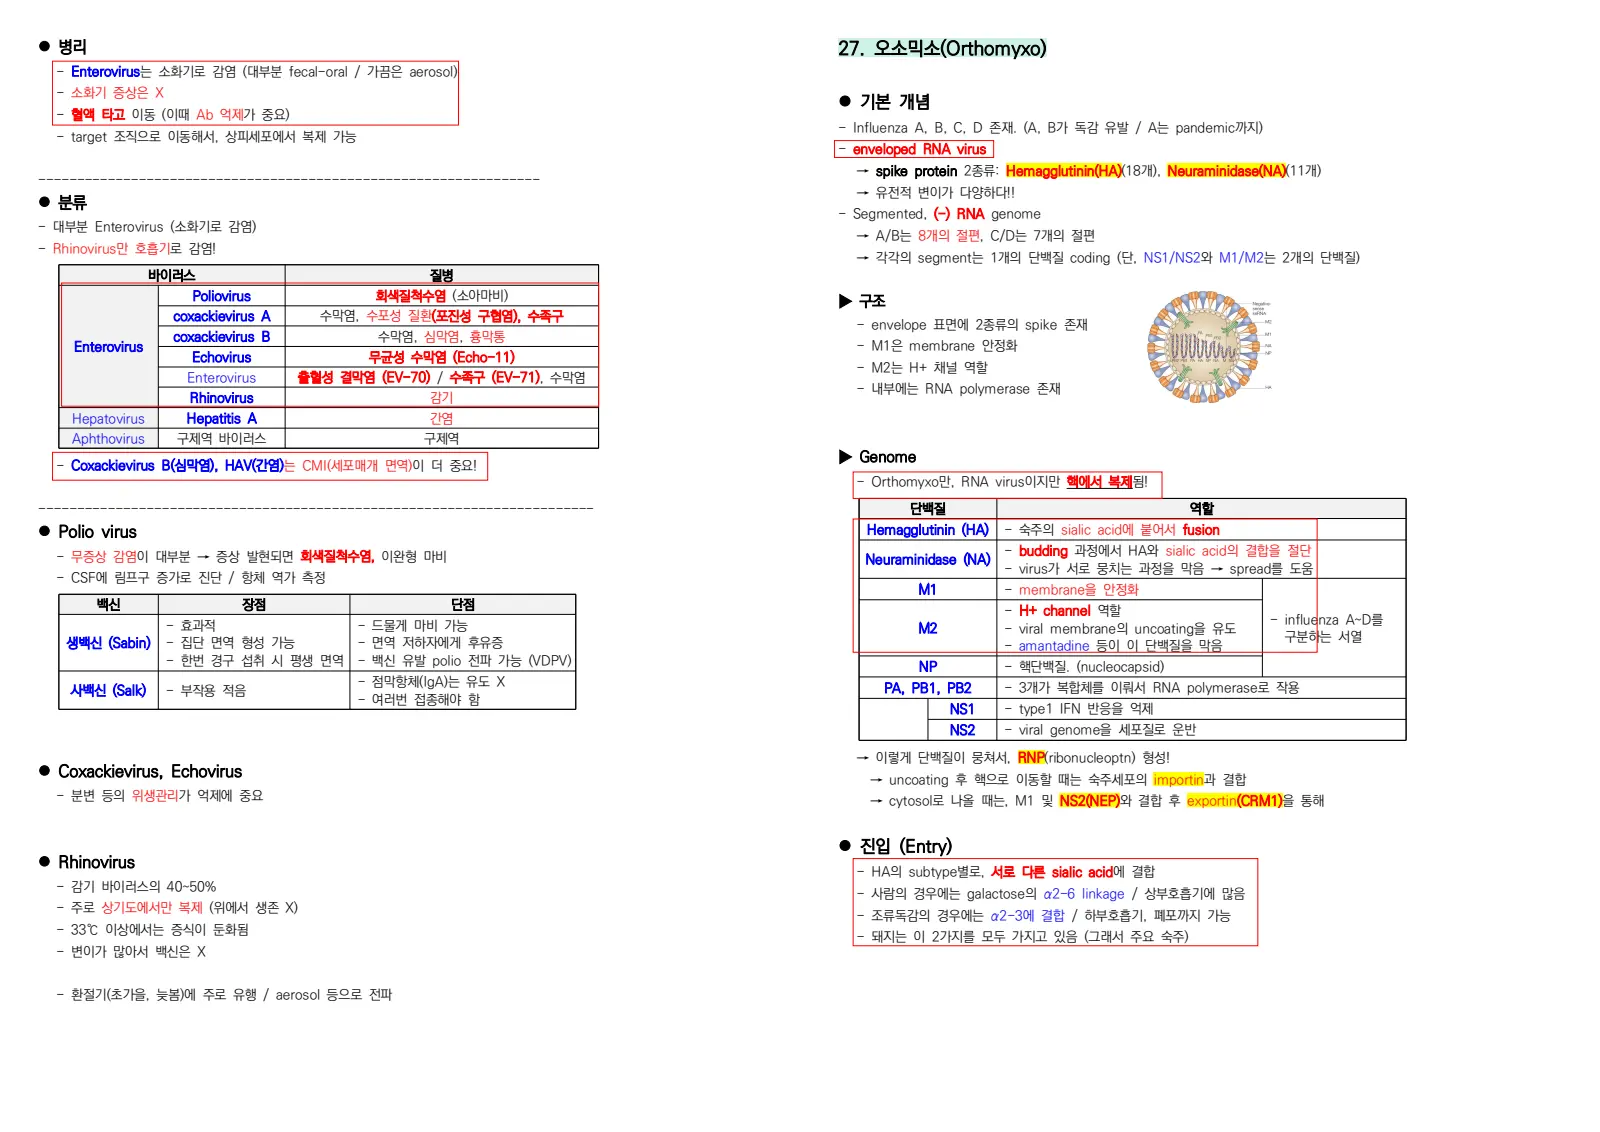 ● 병리
- Enterovirus는 소화기로 감염 (대부분 fecal-oral / 가끔은 aerosol)
- 소화기 증상은 X
- 혈액 타고 이동 (이때 Ab 억제가 중요)
- target 조직으로 이동해서, 상피세포에서 복제 가능
● 분류
- 대부분 Enterovirus (소화기로 감염)
- Rhinovirus만 호흡기로 감염!
바이러스 질병
Enterovirus
Poliovirus 회색질척수염 (소아마비)
coxackievirus A 수막염, 수포성 질환(포진성 구협염), 수족구
coxackievirus B 수막염, 심막염, 흉막통
Echovirus 무균성 수막염 (Echo-11)
Enterovirus 출혈성 결막염 (EV-70) / 수족구 (EV-71), 수막염
Rhinovirus 감기
Hepatovirus Hepatitis A 간염
Aphthovirus 구제역 바이러스 구제역
- Coxackievirus B(심막염), HAV(간염)는 CMI(세포매개 면역)이 더 중요!
● Polio virus
- 무증상 감염이 대부분 → 증상 발현되면 회색질척수염, 이완형 마비
- CSF에 림프구 증가로 진단 / 항체 역가 측정
백신 장점 단점
생백신 (Sabin)
- 효과적
- 집단 면역 형성 가능
- 한번 경구 섭취 시 평생 면역
- 드물게 마비 가능
- 면역 저하자에게 후유증
- 백신 유발 polio 전파 가능 (VDPV)
사백신 (Salk)
- 부작용 적음
- 점막항체(IgA)는 유도 X
- 여러번 접종해야 함
● Coxackievirus, Echovirus
- 분변 등의 위생관리가 억제에 중요
● Rhinovirus
- 감기 바이러스의 40~50%
- 주로 상기도에서만 복제 (위에서 생존 X)
- 33℃ 이상에서는 증식이 둔화됨
- 변이가 많아서 백신은 X
- 환절기(초가을, 늦봄)에 주로 유행 / aerosol 등으로 전파
27. 오소믹소(Orthomyxo)
● 기본 개념
- Influenza A, B, C, D 존재. (A, B가 독감 유발 / A는 pandemic까지)
- enveloped RNA virus
→ spike protein 2종류: Hemagglutinin(HA)(18개), Neuraminidase(NA)(11개)
→ 유전적 변이가 다양하다!!
- Segmented, (-) RNA genome
→ A/B는 8개의 절편, C/D는 7개의 절편
→ 각각의 segment는 1개의 단백질 coding (단, NS1/NS2와 M1/M2는 2개의 단백질)
▶ 구조
- envelope 표면에 2종류의 spike 존재
- M1은 membrane 안정화
- M2는 H+ 채널 역할
- 내부에는 RNA polymerase 존재
Negative
sense
ssRNA
M2
M1
NA
NP
HA
▶ Genome
- Orthomyxo만, RNA virus이지만 핵에서 복제됨!
단백질 역할
Hemagglutinin (HA) - 숙주의 sialic acid에 붙어서 fusion
Neuraminidase (NA)
- budding 과정에서 HA와 sialic acid의 결합을 절단
- virus가 서로 뭉치는 과정을 막음 → spread를 도움
M1 - membrane을 안정화
M2
- H+ channel 역할
- viral membrane의 uncoating을 유도
- amantadine 등이 이 단백질을 막음
NP - 핵단백질. (nucleocapsid)
- influenza A~D를
구분하는 서열
PA, PB1, PB2 - 3개가 복합체를 이뤄서 RNA polymerase로 작용
NS1 - type1 IFN 반응을 억제
NS2 - viral genome을 세포질로 운반
→ 이렇게 단백질이 뭉쳐서, RNP(ribonucleoptn) 형성!
→ uncoating 후 핵으로 이동할 때는 숙주세포의 importin과 결합
→ cytosol로 나올 때는, M1 및 NS2(NEP)와 결합 후 exportin(CRM1)을 통해
● 진입 (Entry)
- HA의 subtype별로, 서로 다른 sialic acid에 결합
- 사람의 경우에는 galactose의 α2-6 linkage / 상부호흡기에 많음
- 조류독감의 경우에는 α2-3에 결합 / 하부호흡기, 폐포까지 가능
- 돼지는 이 2가지를 모두 가지고 있음 (그래서 주요 숙주)